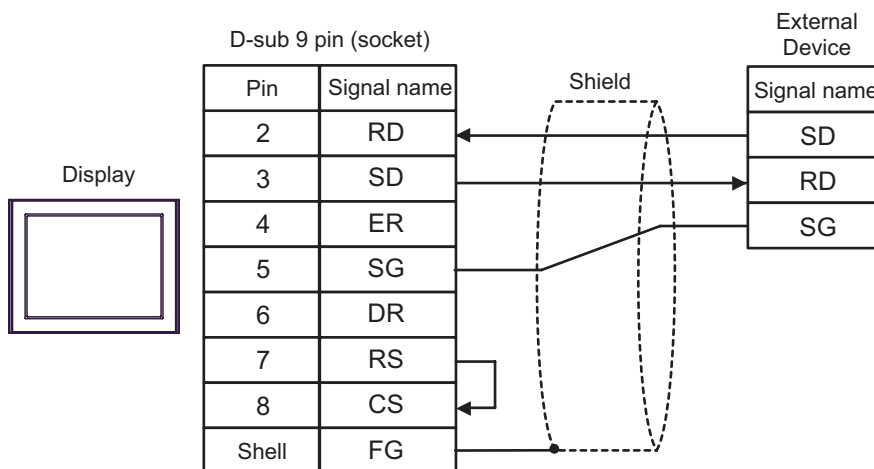 D-sub 9 pin (socket)
External
Device
Pin Signal name
Shield
Signal name
2 RD
SD
Display
3 SD
RD
4 ER
SG
5 SG
6 DR
7 RS
8 CS
Shell FG